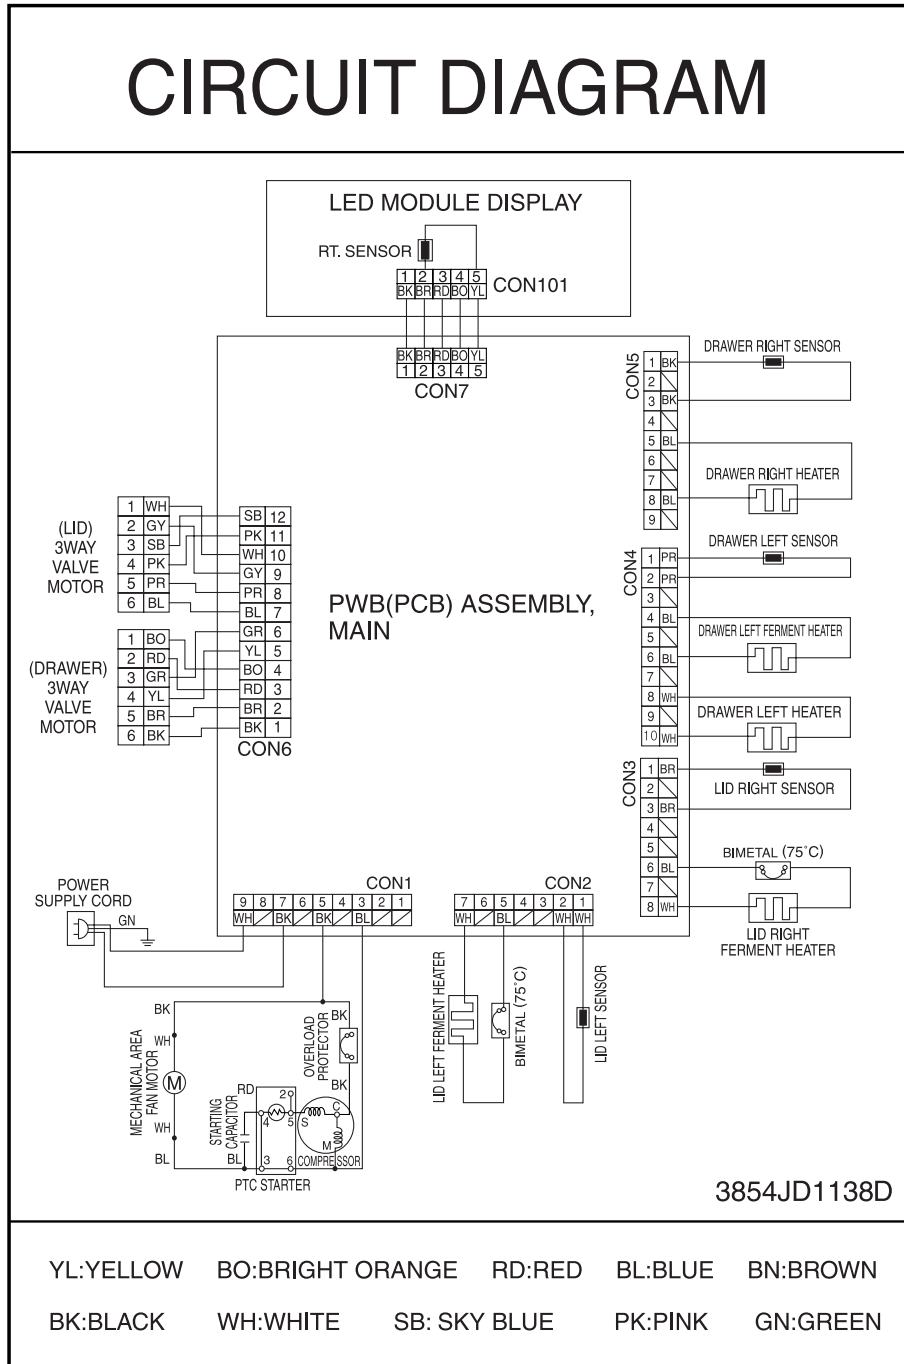 CIRCUIT DIAGRAM
LED MODULE DISPLAY
RT. SENSOR
1 2 3 4 5
BK BR RD BO YL
CON101
BK BR RD BO YL
1 2 3 4 5
CON7
(LID)
3WAY
VALVE
MOTOR
1 WH
2 GY
3 SB
4 PK
5 PR
6 BL
(DRAWER)
3WAY
VALVE
MOTOR
1 BO
2 RD
3 GR
4 YL
5 BR
6 BK
SB 12
PK 11
WH 10
GY 9
PR 8
BL 7
GR 6
YL 5
BO 4
RD 3
BR 2
BK 1
CON6
PWB(PCB) ASSEMBLY,
MAIN
CON5
1 BK
2
3 BK
4
5 BL
6
7
8 BL
9
DRAWER RIGHT SENSOR
DRAWER RIGHT HEATER
CON4
1 PR
2 PR
3
4 BL
5
6 BL
7
8 WH
9
10 WH
DRAWER LEFT SENSOR
DRAWER LEFT FERMENT HEATER
DRAWER LEFT HEATER
CON3
1 BR
2
3 BR
4
5
6 BL
7
8 WH
LID RIGHT SENSOR
BIMETAL (75°C)
LID RIGHT
FERMENT HEATER
POWER
SUPPLY CORD
GN
CON1
9 8 7 6 5 4 3 2 1
WH BK BK BL
CON2
7 6 5 4 3 2 1
WH BL WH WH
LID LEFT FERMENT HEATER
BIMETAL (75°C)
LID LEFT SENSOR
BK
WH
MECHANICAL AREA
FAN MOTOR
M
WH
BL
STARTING
CAPACITOR
BL
RD
2
4 5
3 6
PTC STARTER
OVERLOAD
PROTECTOR
BK
BK
S
C
M
COMPRESSOR
3854JD1138D
YL:YELLOW BO:BRIGHT ORANGE RD:RED BL:BLUE BN:BROWN
BK:BLACK WH:WHITE SB: SKY BLUE PK:PINK GN:GREEN